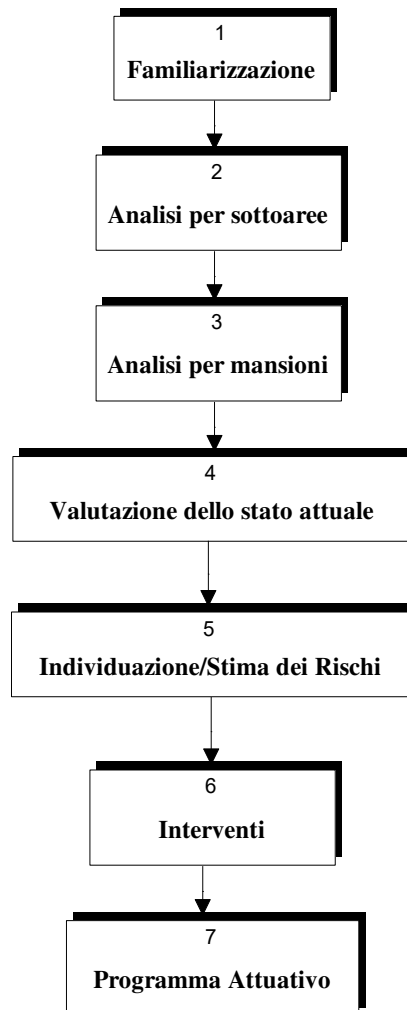 1
Familiarizzazione
2
Analisi per sottoaree
3
Analisi per mansioni
4
Valutazione dello stato attuale
5
Individuazione/Stima dei Rischi
6
Interventi
7
Programma Attuativo